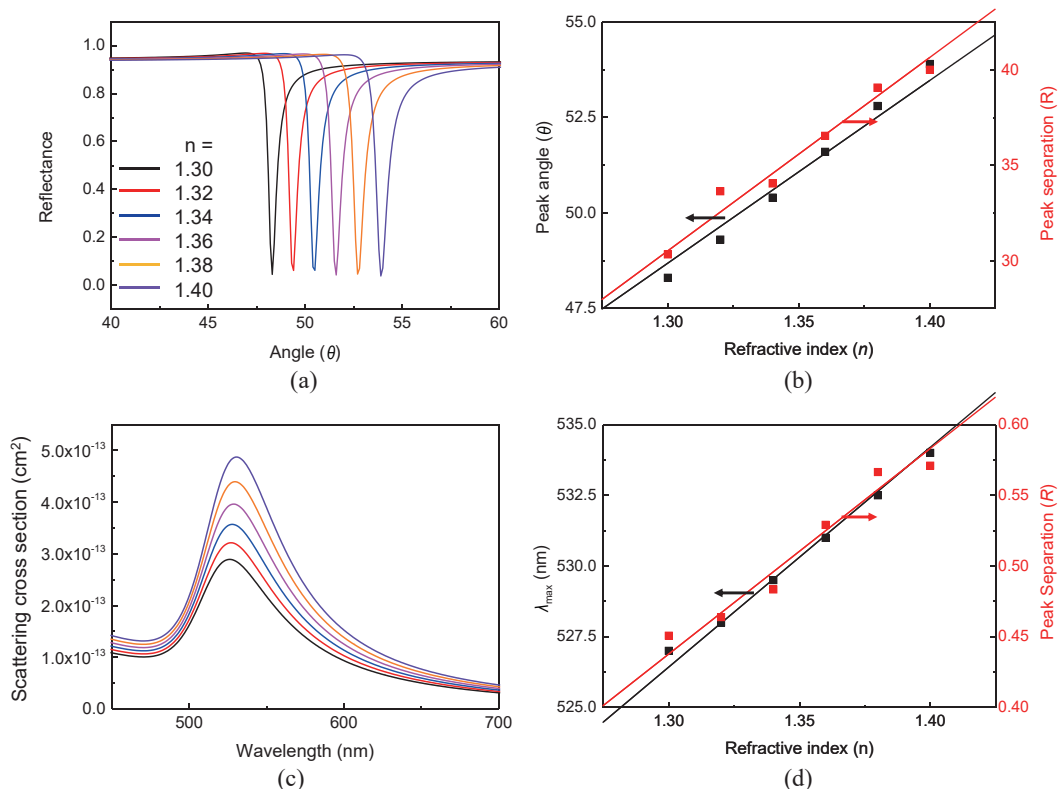 1.0
0.8
0.6
0.4
0.2
0.0
Reflectance
n =
1.30
1.32
1.34
1.36
1.38
1.40
40 45 50 55 60
Angle (θ)
(a)
55.0
52.5
50.0
47.5
Peak angle (θ)
40
35
30
Peak separation (R)
1.30 1.35 1.40
Refractive index (n)
(b)
5.0x10⁻¹³
4.0x10⁻¹³
3.0x10⁻¹³
2.0x10⁻¹³
1.0x10⁻¹³
0.0
Scattering cross section (cm²)
500 600 700
Wavelength (nm)
(c)
535.0
532.5
530.0
527.5
525.0
λmax (nm)
0.60
0.55
0.50
0.45
0.40
Peak Separation (R)
1.30 1.35 1.40
Refractive index (n)
(d)